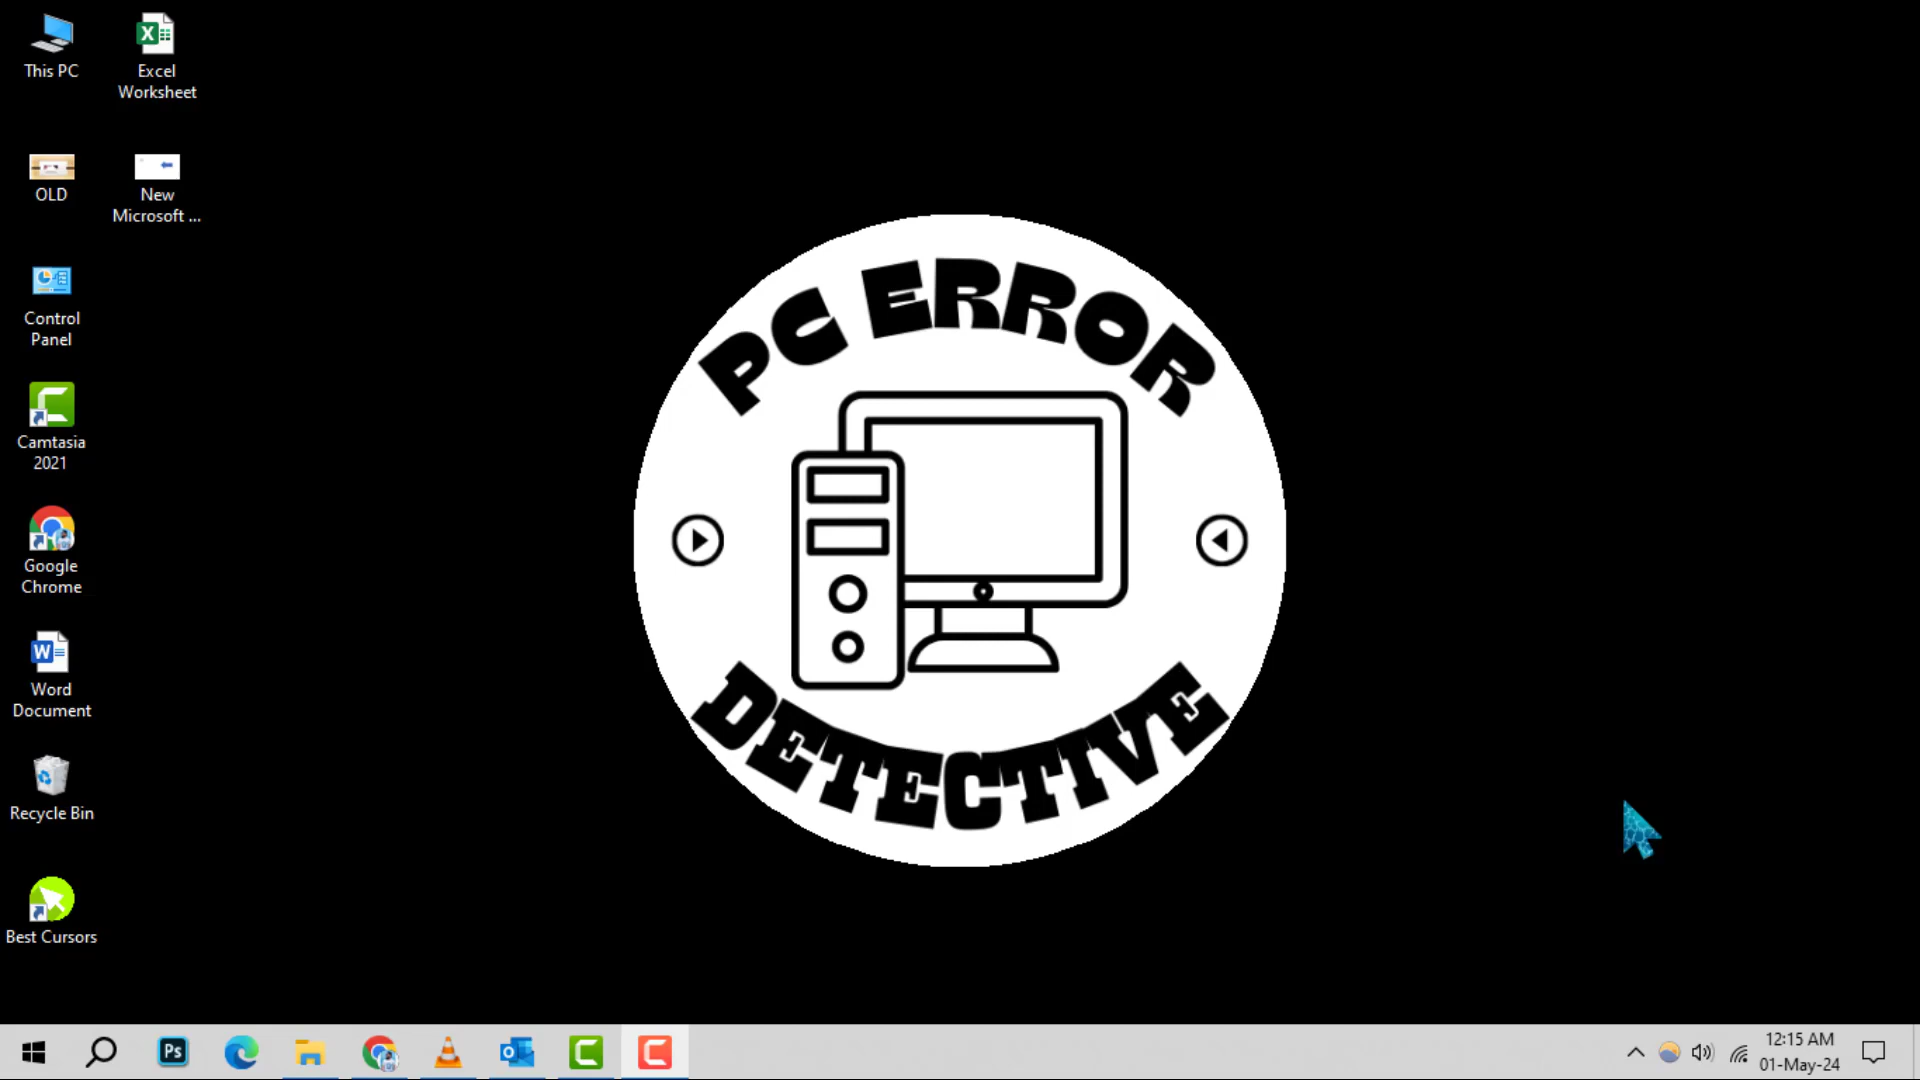 This PC
Excel
Worksheet
OLD
New
Microsoft ...
Control
Panel
Camtasia
2021
Google
Chrome
Word
Document
Recycle Bin
Best Cursors
PC ERROR
DETECTIVE
Ps
12:15 AM
01-May-24